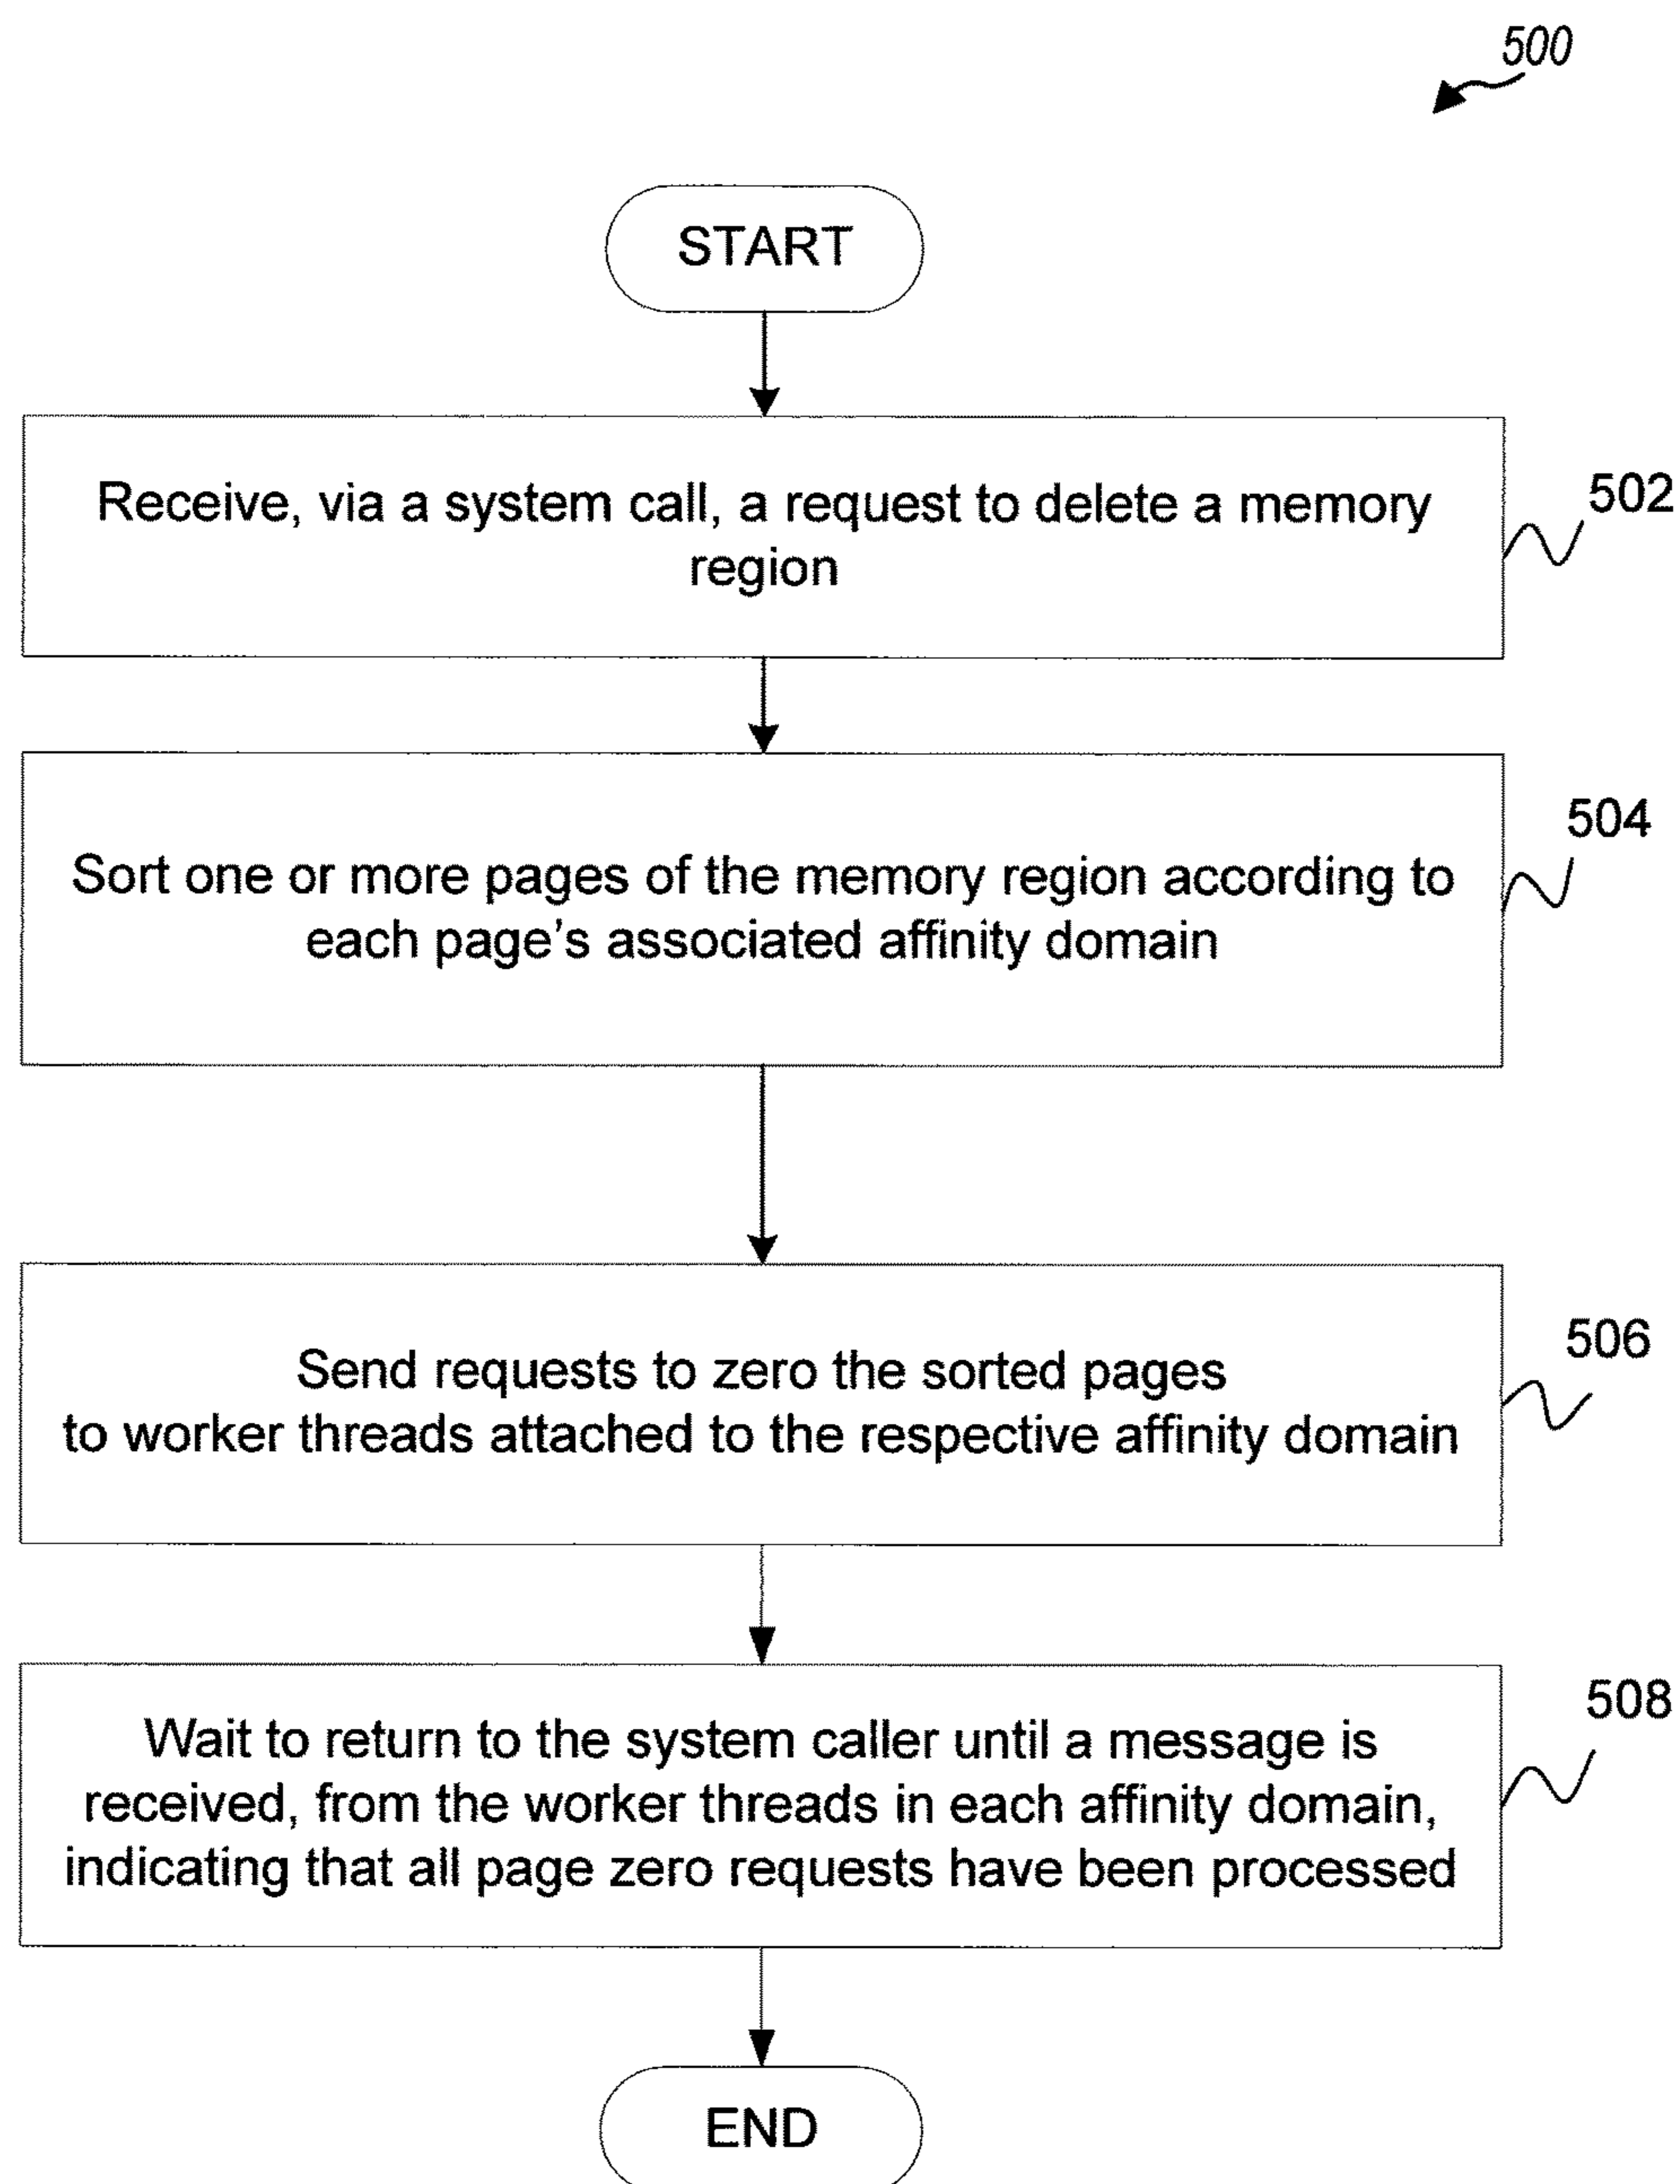 500
START
Receive, via a system call, a request to delete a memory
region
502
Sort one or more pages of the memory region according to
each page's associated affinity domain
504
Send requests to zero the sorted pages
to worker threads attached to the respective affinity domain
506
Wait to return to the system caller until a message is
received, from the worker threads in each affinity domain,
indicating that all page zero requests have been processed
508
END